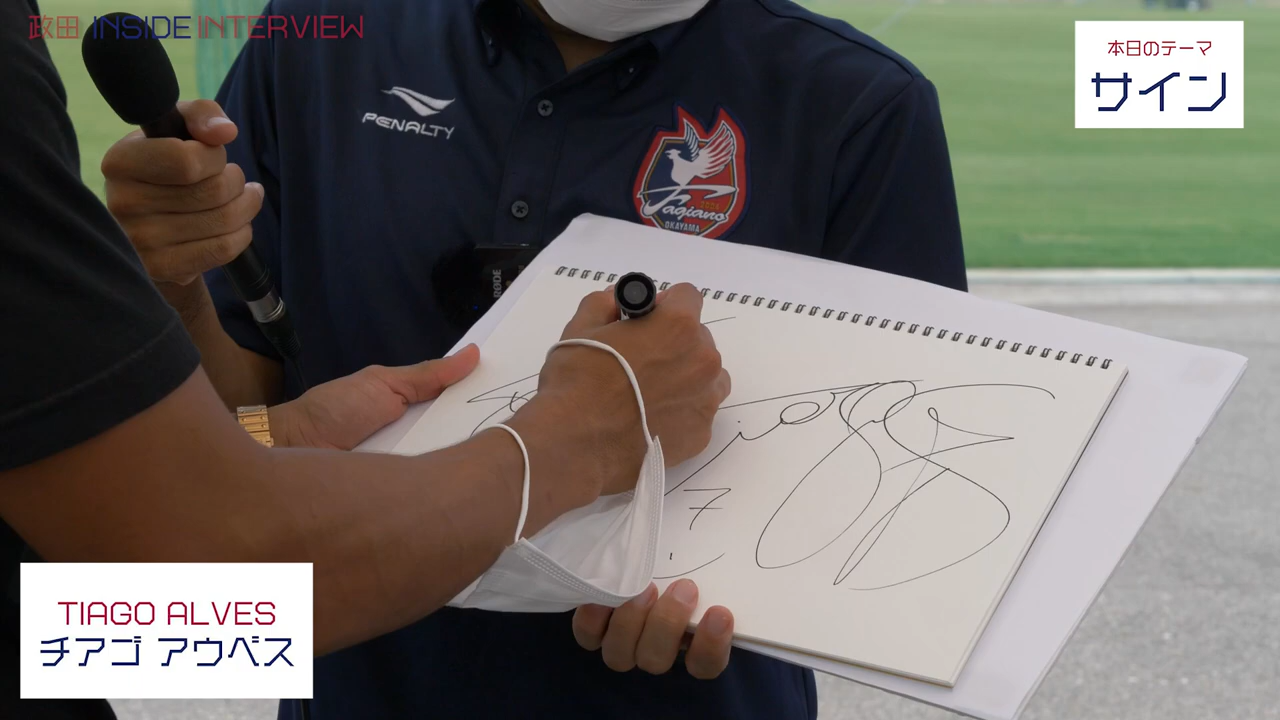 政田 INSIDE INTERVIEW
本日のテーマ
サイン
PENALTY
Fagiano
OKAYAMA
RODE
7
TIAGO ALVES
チアゴ アウベス